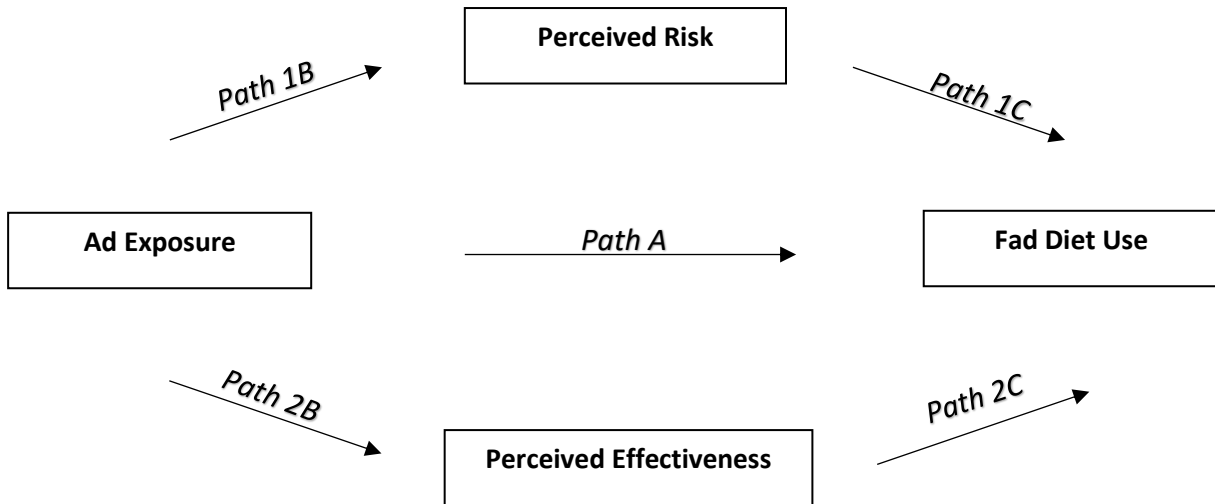 Perceived Risk
Path 1B
Path 1C
Ad Exposure
Path A
Fad Diet Use
Path 2B
Path 2C
Perceived Effectiveness